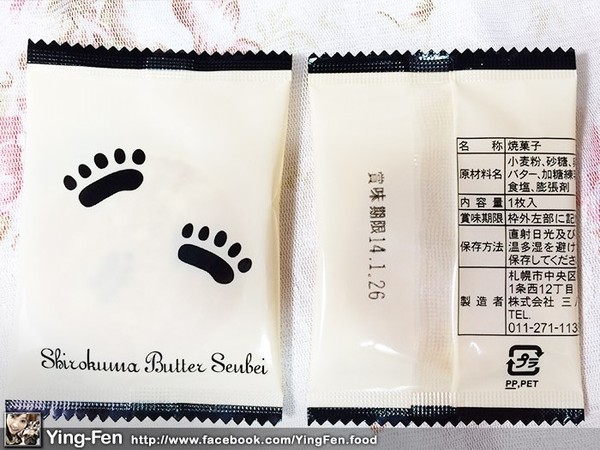 Shirokuma Butter Senbei
賞味期限14.1.26
名 称 焼菓子
原材料名 小麦粉、砂糖、
バター、加糖練
食塩、膨張剤
内 容 量 1枚入
賞味期限 枠外左部に記
保存方法 直射日光及び
温多湿を避け
保存してくださ
製 造 者 札幌市中央区
1条西12丁目
株式会社 三八
TEL.
011-271-113
プラ
PP,PET
Ying-Fen http://www.facebook.com/YingFen.food